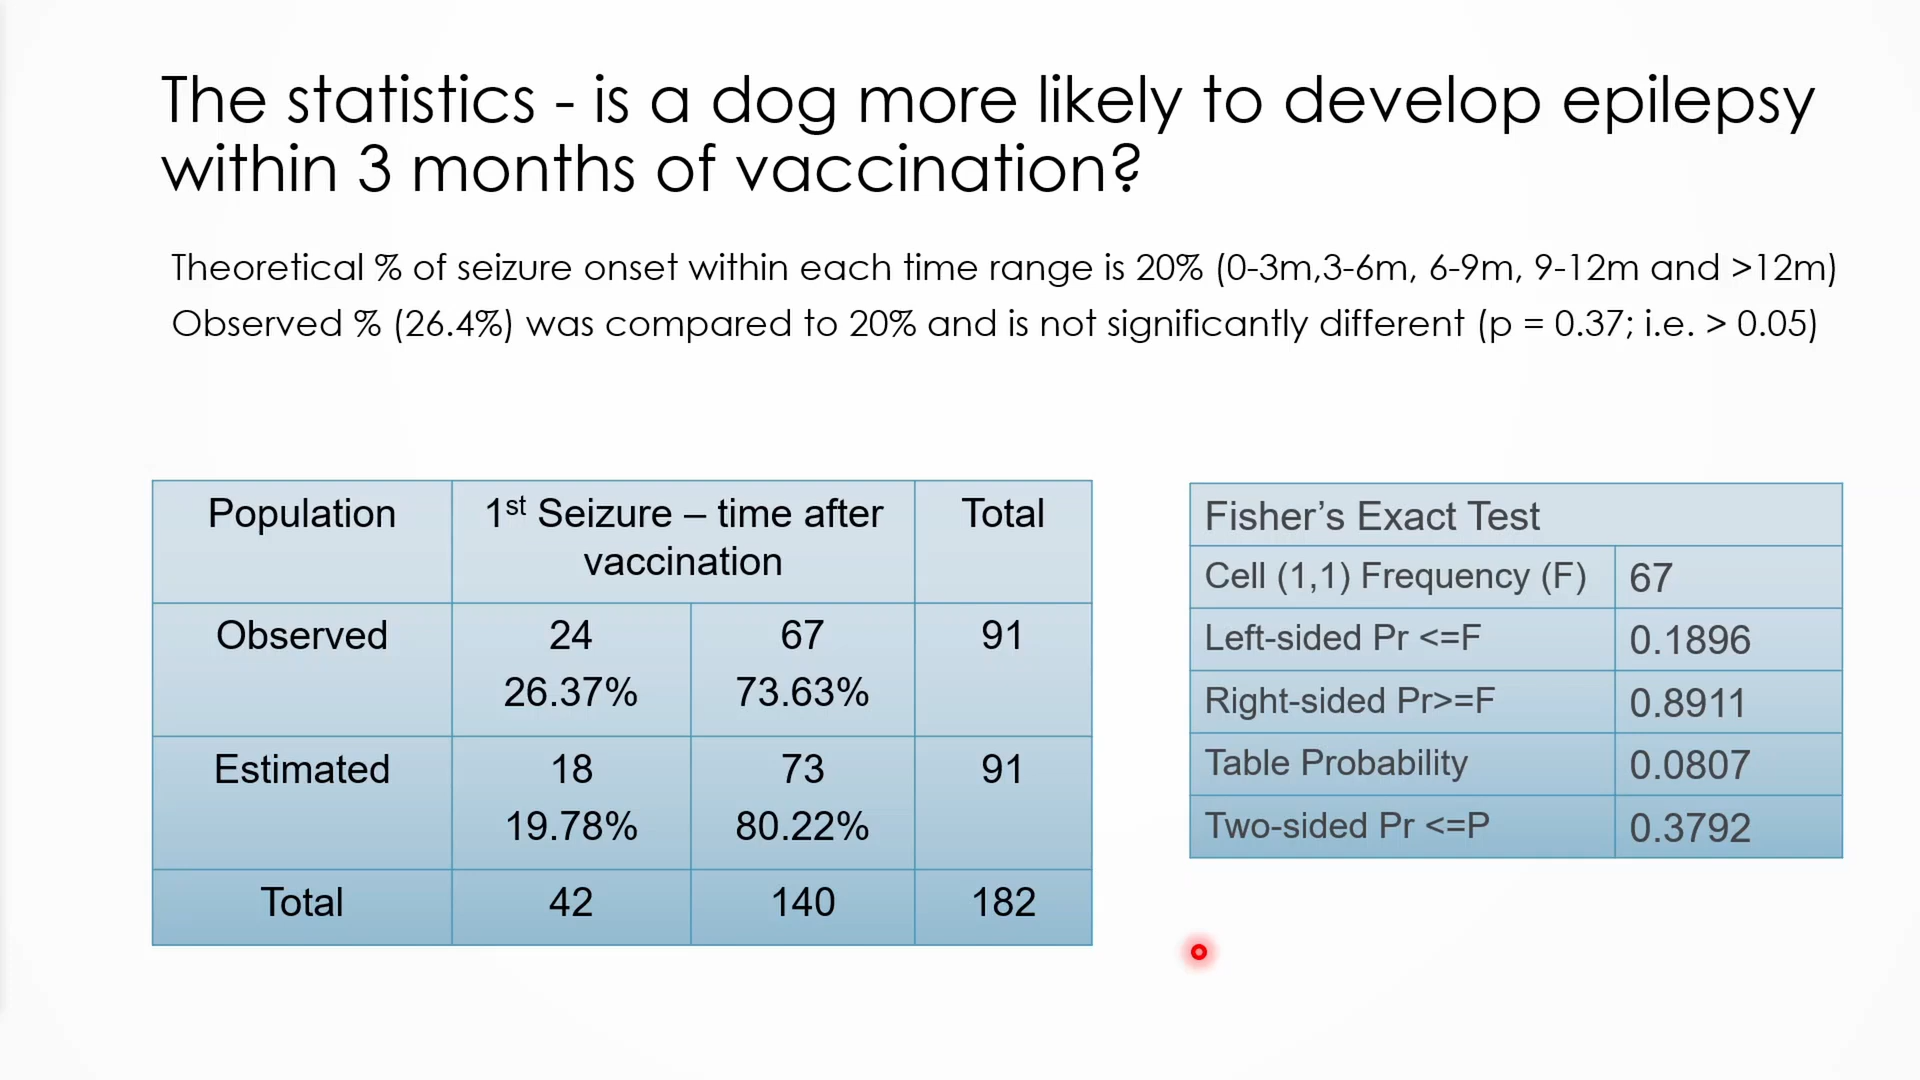 The statistics - is a dog more likely to develop epilepsy
within 3 months of vaccination?
Theoretical % of seizure onset within each time range is 20% (0-3m,3-6m, 6-9m, 9-12m and >12m)
Observed % (26.4%) was compared to 20% and is not significantly different (p = 0.37; i.e. > 0.05)
Population 1st Seizure – time after vaccination Total
Observed 24 67 91
26.37% 73.63%
Estimated 18 73 91
19.78% 80.22%
Total 42 140 182
Fisher's Exact Test
Cell (1,1) Frequency (F) 67
Left-sided Pr <=F 0.1896
Right-sided Pr>=F 0.8911
Table Probability 0.0807
Two-sided Pr <=P 0.3792